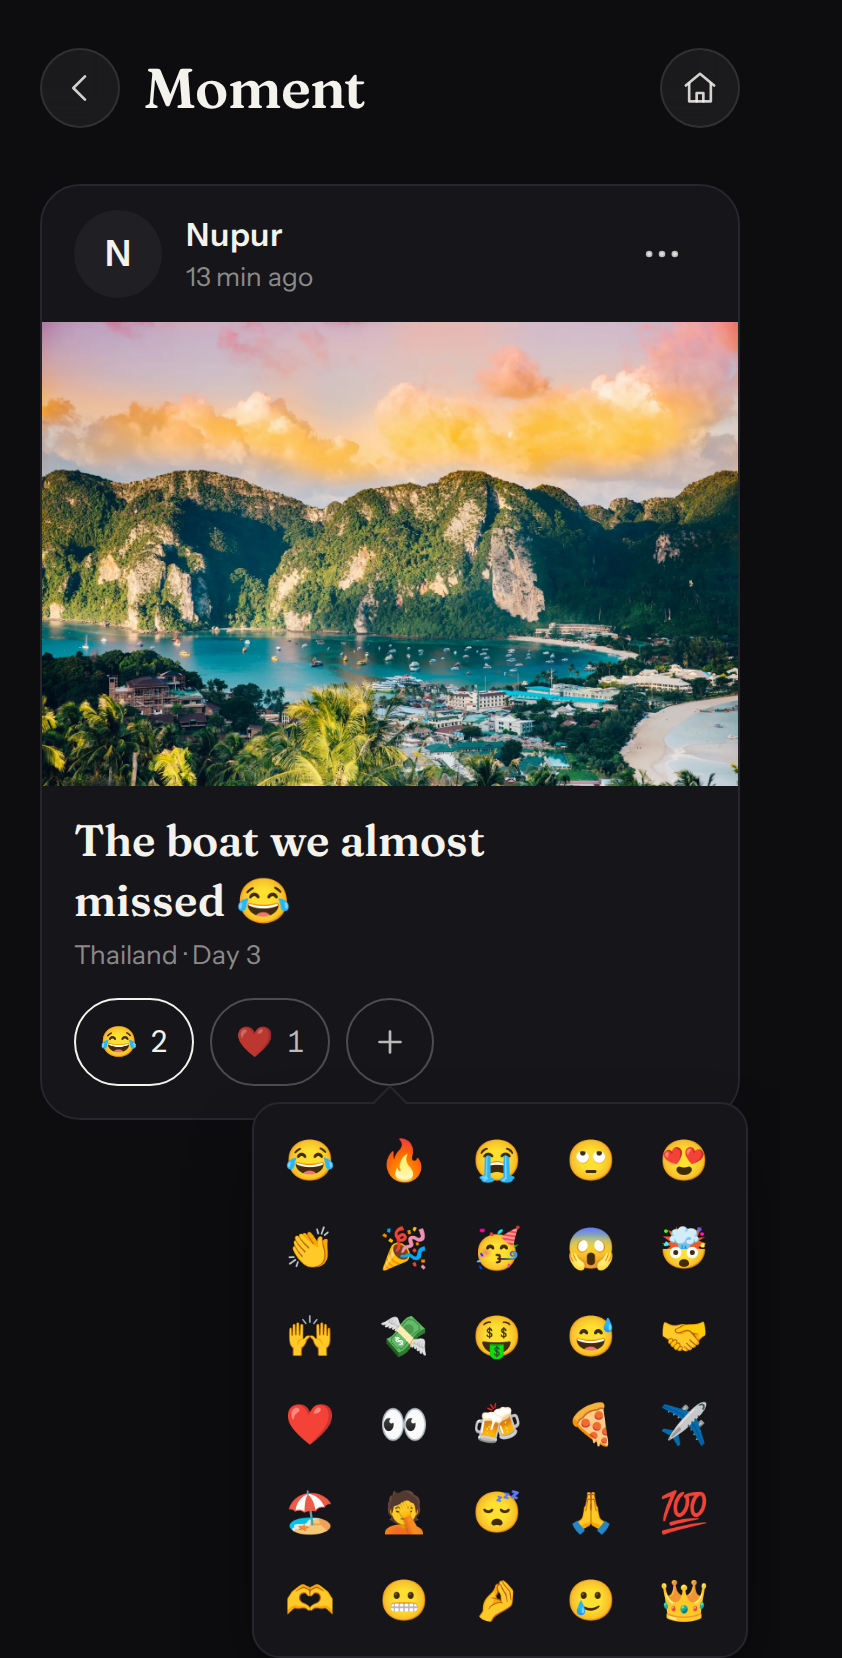 Moment
N
Nupur
13 min ago
The boat we almost
missed 😂
Thailand · Day 3
😂 2
❤️ 1
😂 🔥 😭 🙄 😍
👏 🎉 🥳 😱 🤯
🙌 💸 🤑 😅 🤝
❤️ 👀 🍻 🍕 ✈️
🏖️ 🤦 😴 🙏 💯
🫶 😬 🤌 🥲 👑